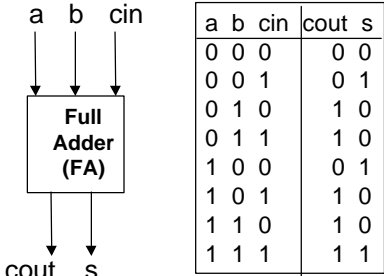 a b cin
Full
Adder
(FA)
cout s
a b cin cout s
0 0 0 0 0
0 0 1 0 1
0 1 0 1 0
0 1 1 1 0
1 0 0 0 1
1 0 1 1 0
1 1 0 1 0
1 1 1 1 1